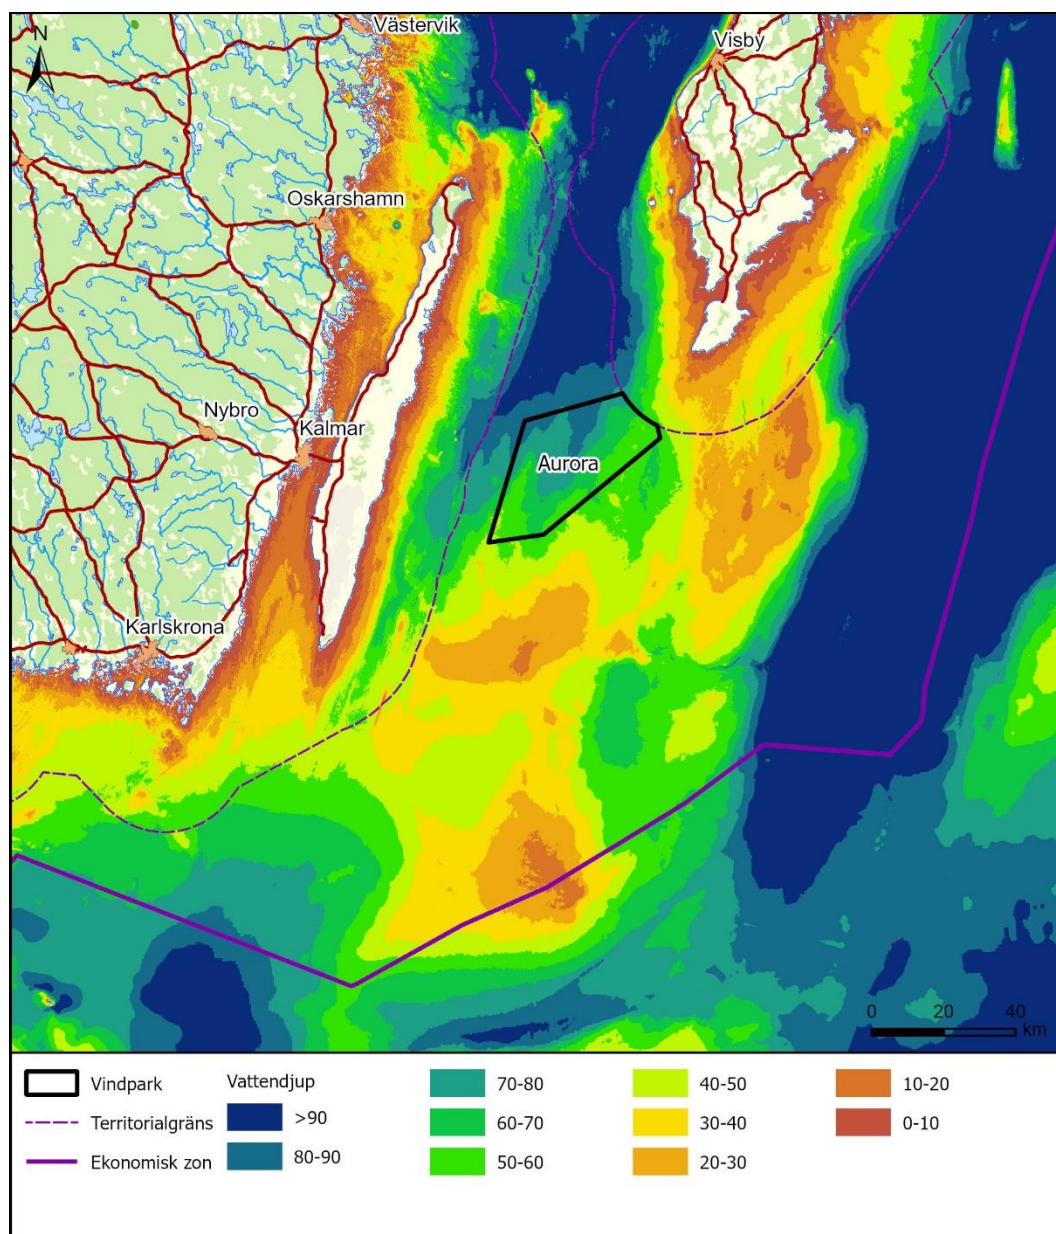 Västervik
Visby
N
Oskarshamn
Nybro
Kalmar
Aurora
Karlskrona
0 20 40
km
Vindpark
Territorialgräns
Ekonomisk zon
Vattendjup
>90
80-90
70-80
60-70
50-60
40-50
30-40
20-30
10-20
0-10